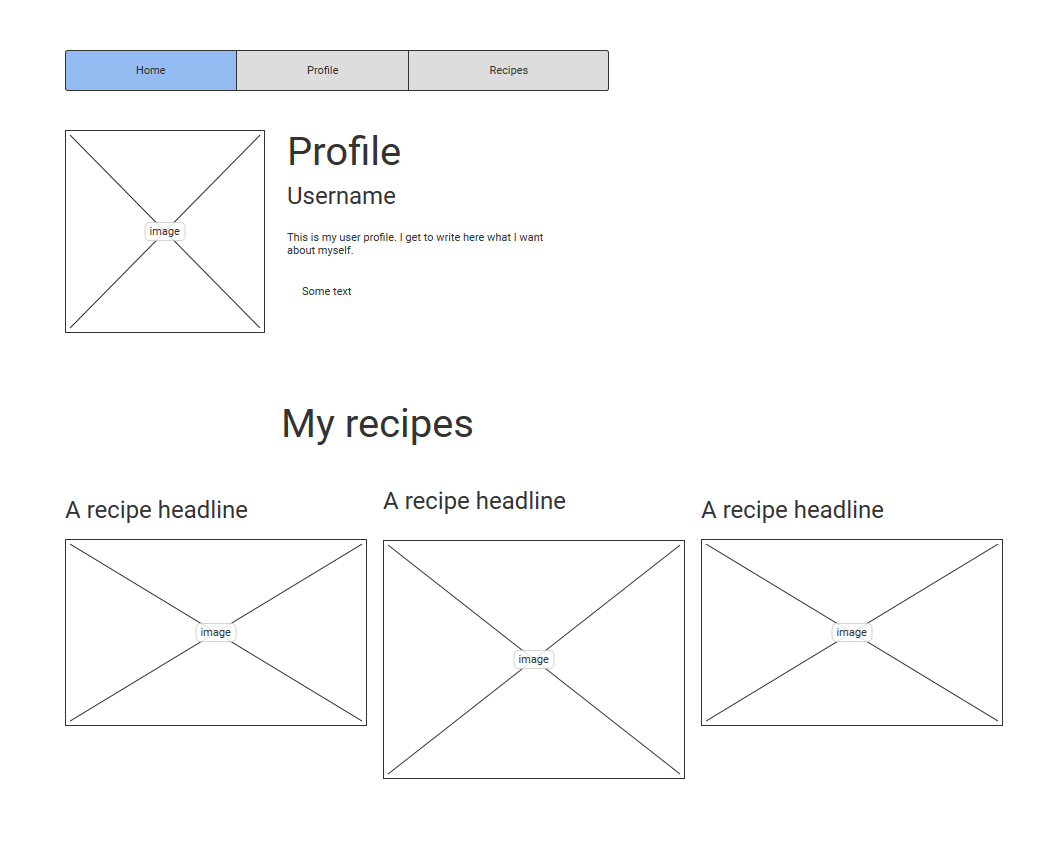 Home
Profile
Recipes
Profile
Username
image
This is my user profile. I get to write here what I want
about myself.
Some text
My recipes
A recipe headline
A recipe headline
A recipe headline
image
image
image